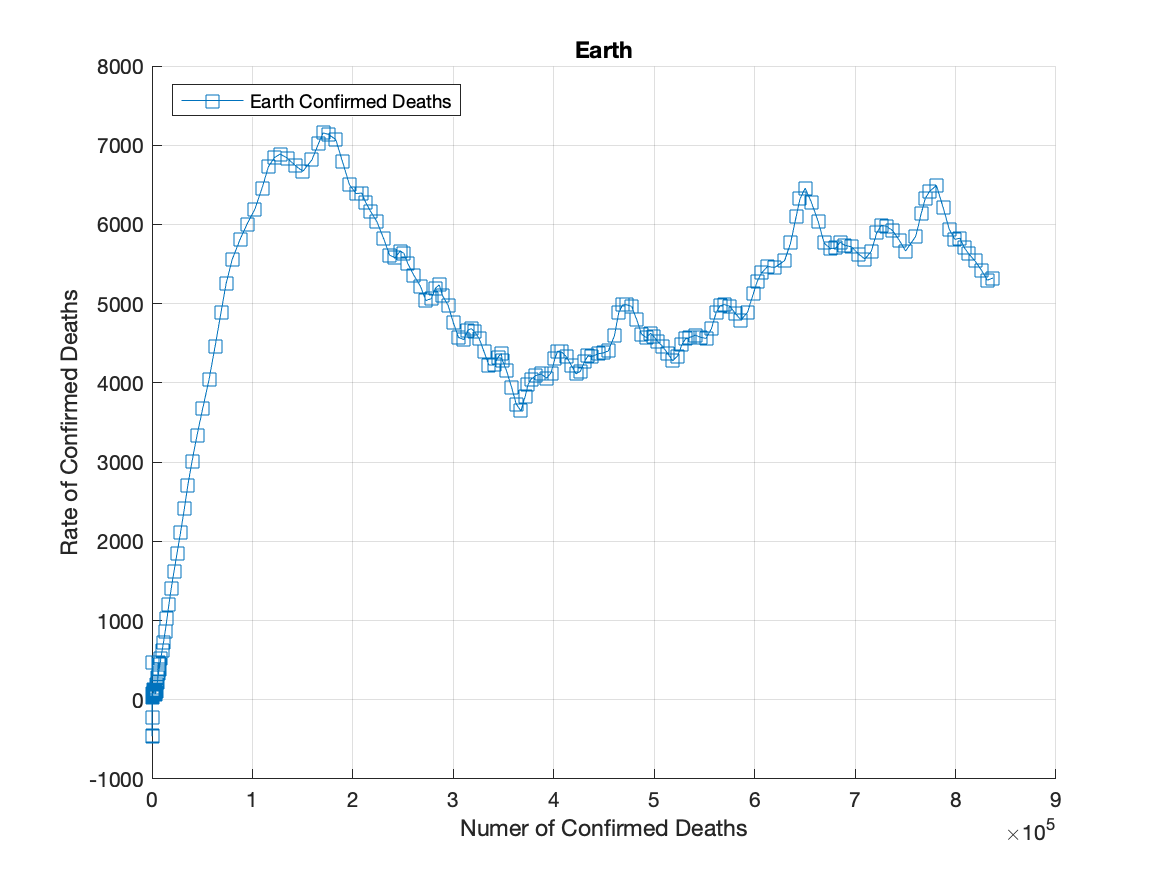 Earth
Earth Confirmed Deaths
8000
7000
6000
5000
4000
3000
2000
1000
0
-1000
Rate of Confirmed Deaths
0 1 2 3 4 5 6 7 8 9
Numer of Confirmed Deaths
×10^5